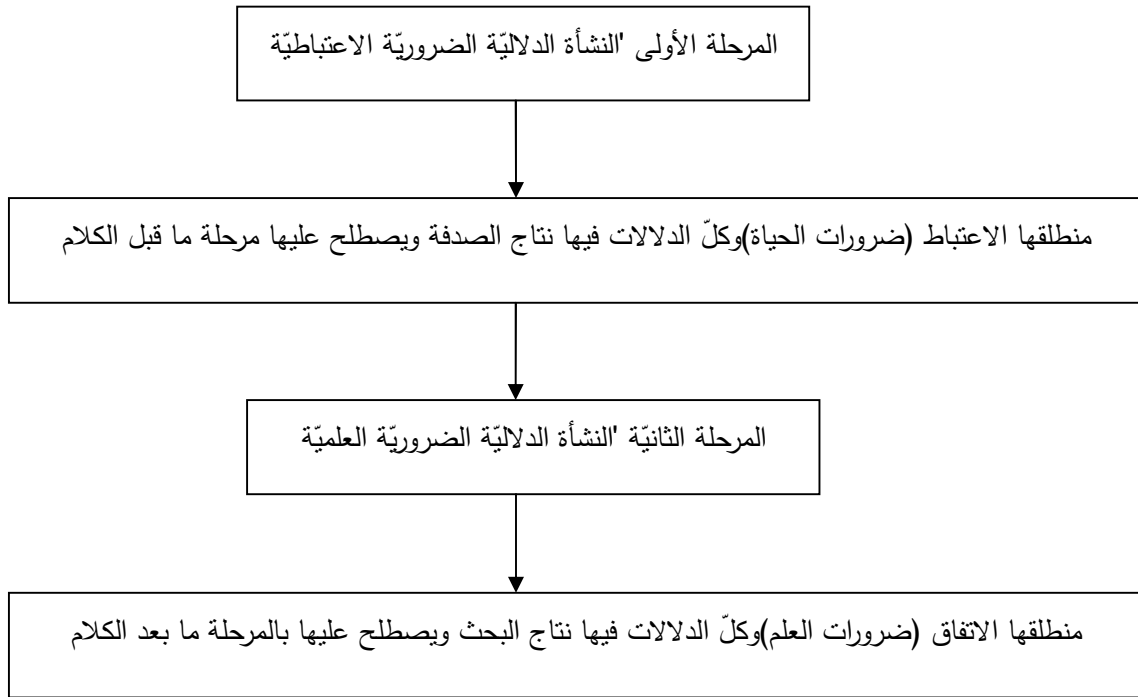 المرحلة الأولى 'النشأة الدلاليّة الضروريّة الاعتباطيّة
منطلقها الاعتباط (ضرورات الحياة)وكلّ الدلالات فيها نتاج الصدفة ويصطلح عليها مرحلة ما قبل الكلام
المرحلة الثانيّة 'النشأة الدلاليّة الضروريّة العلميّة
منطلقها الاتفاق (ضرورات العلم)وكلّ الدلالات فيها نتاج البحث ويصطلح عليها بالمرحلة ما بعد الكلام